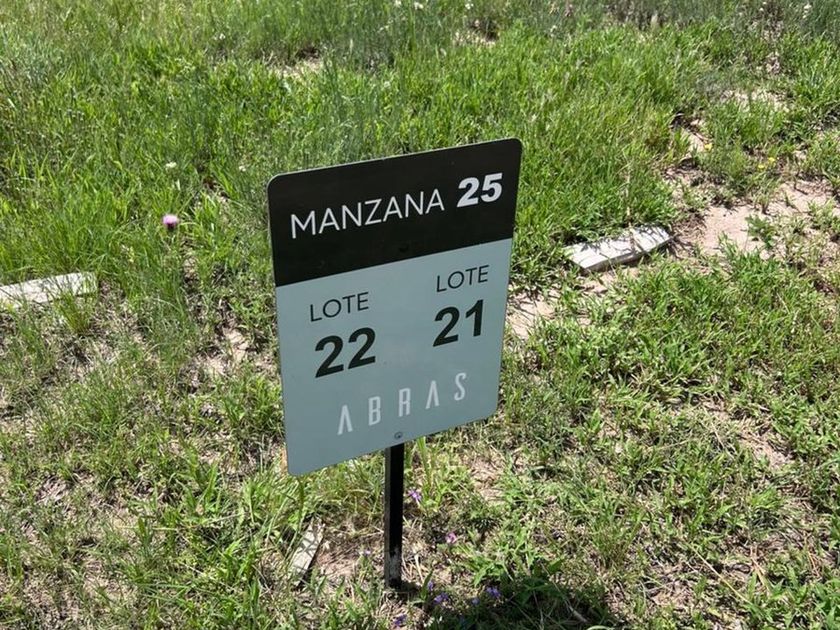 MANZANA 25
LOTE LOTE
22 21
ABRAS